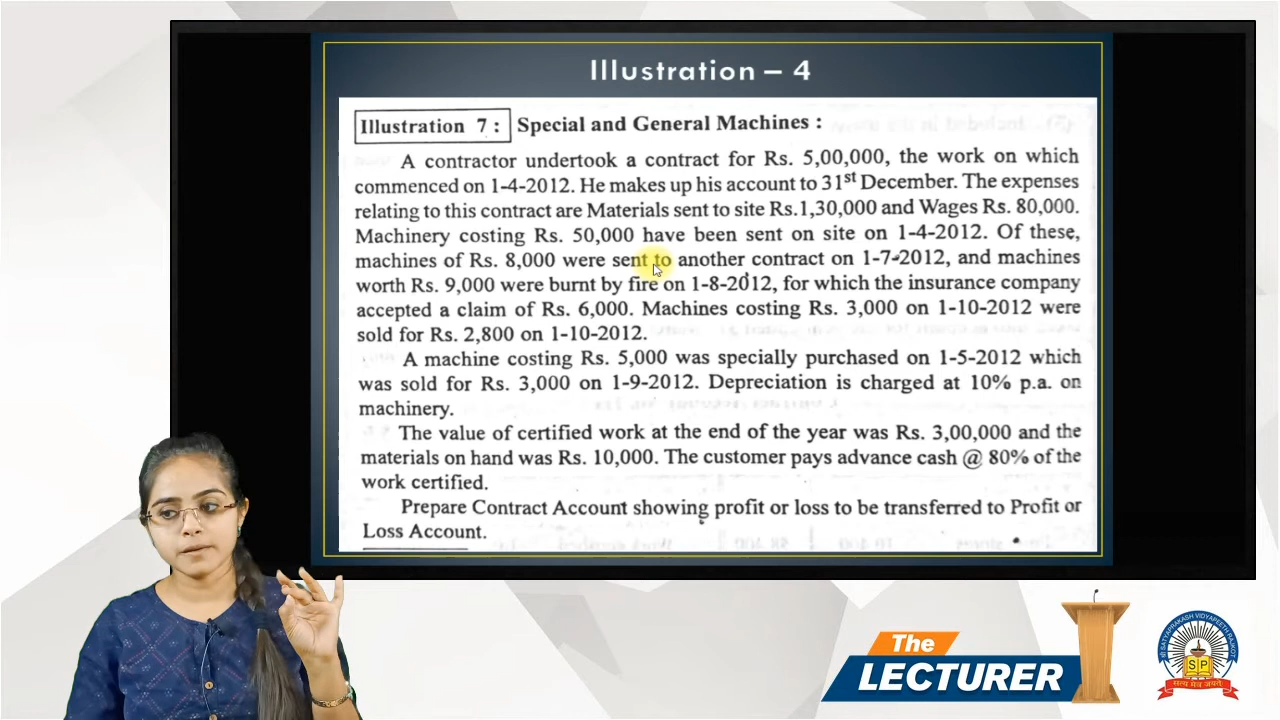 Illustration – 4
Illustration 7 : Special and General Machines :
A contractor undertook a contract for Rs. 5,00,000, the work on which
commenced on 1-4-2012. He makes up his account to 31st December. The expenses
relating to this contract are Materials sent to site Rs.1,30,000 and Wages Rs. 80,000.
Machinery costing Rs. 50,000 have been sent on site on 1-4-2012. Of these,
machines of Rs. 8,000 were sent to another contract on 1-7-2012, and machines
worth Rs. 9,000 were burnt by fire on 1-8-2012, for which the insurance company
accepted a claim of Rs. 6,000. Machines costing Rs. 3,000 on 1-10-2012 were
sold for Rs. 2,800 on 1-10-2012.
A machine costing Rs. 5,000 was specially purchased on 1-5-2012 which
was sold for Rs. 3,000 on 1-9-2012. Depreciation is charged at 10% p.a. on
machinery.
The value of certified work at the end of the year was Rs. 3,00,000 and the
materials on hand was Rs. 10,000. The customer pays advance cash @ 80% of the
work certified.
Prepare Contract Account showing profit or loss to be transferred to Profit or
Loss Account.
The
LECTURER
SATYAPRAKASH VIDYAPEETH RAJKOT
SP
सत्य मेव जयते